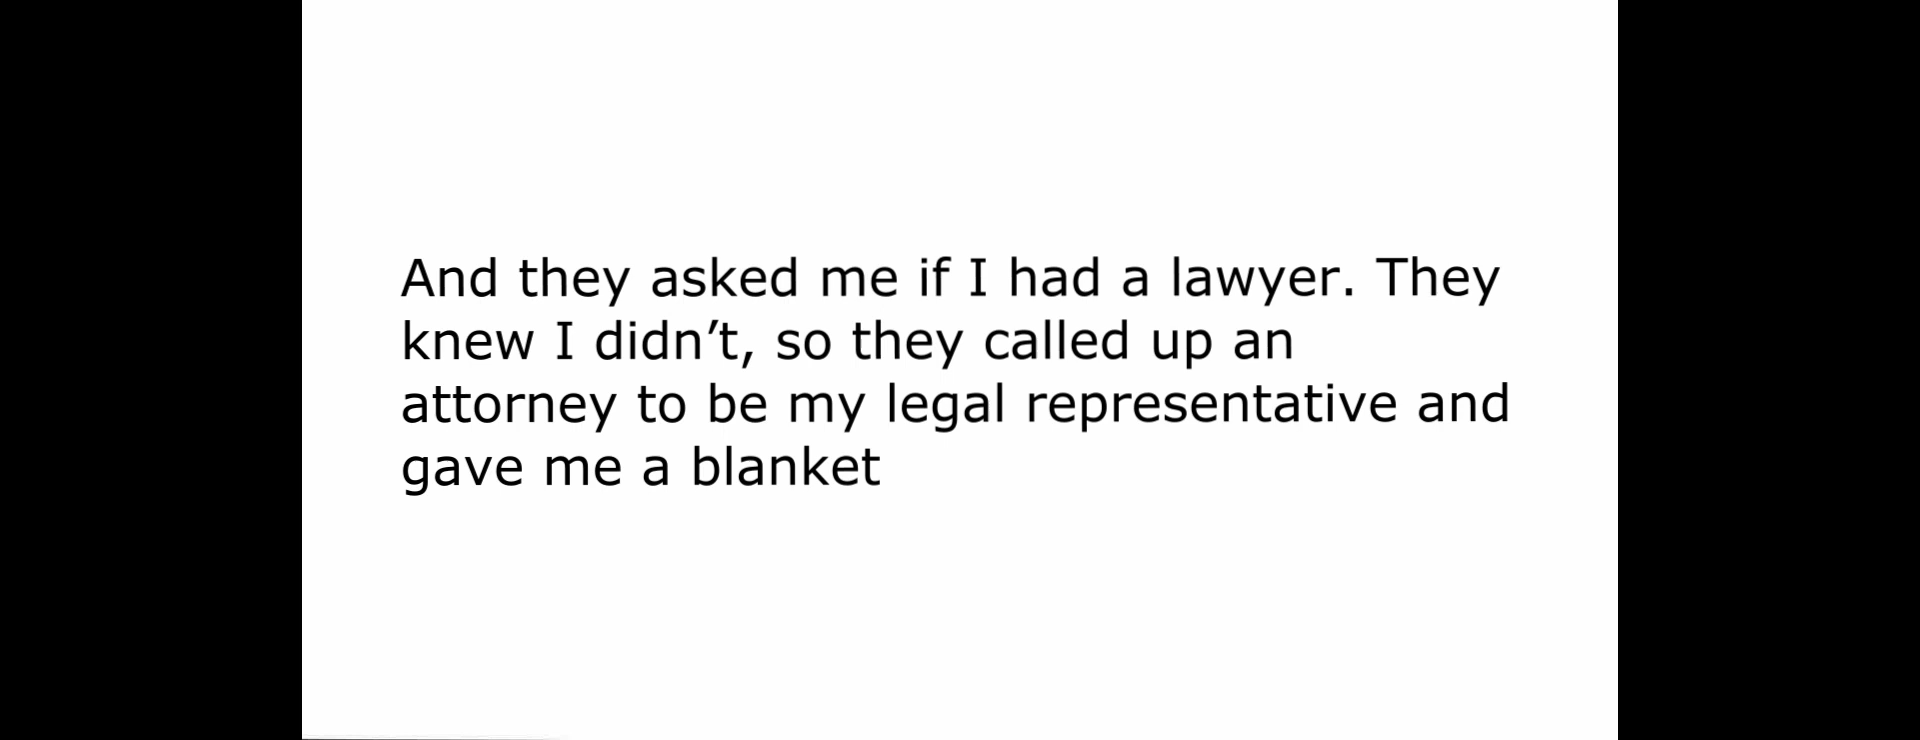 And they asked me if I had a lawyer. They
knew I didn’t, so they called up an
attorney to be my legal representative and
gave me a blanket